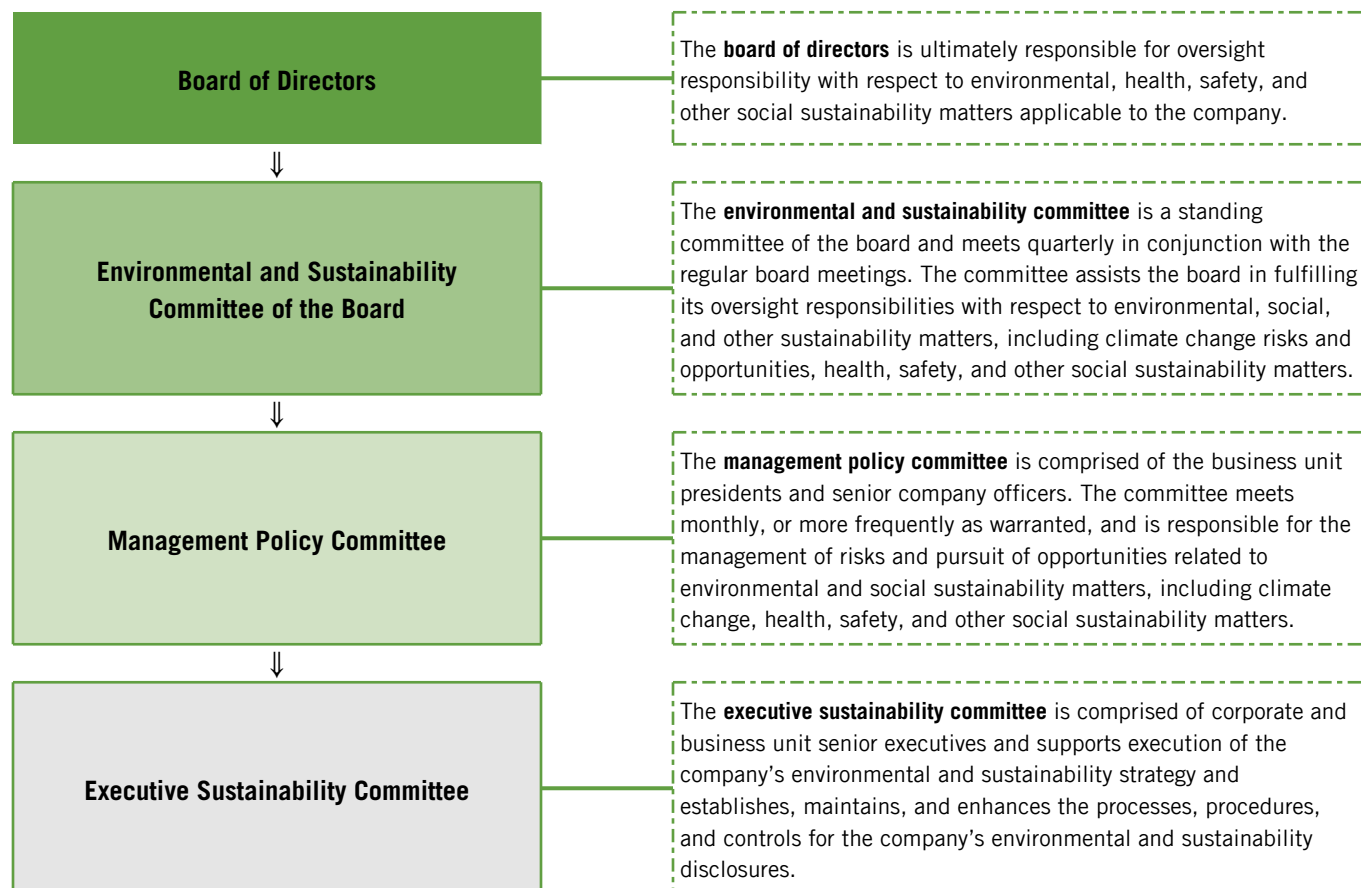 Board of Directors
The board of directors is ultimately responsible for oversight
responsibility with respect to environmental, health, safety, and
other social sustainability matters applicable to the company.
⇓
Environmental and Sustainability
Committee of the Board
The environmental and sustainability committee is a standing
committee of the board and meets quarterly in conjunction with the
regular board meetings. The committee assists the board in fulfilling
its oversight responsibilities with respect to environmental, social,
and other sustainability matters, including climate change risks and
opportunities, health, safety, and other social sustainability matters.
⇓
Management Policy Committee
The management policy committee is comprised of the business unit
presidents and senior company officers. The committee meets
monthly, or more frequently as warranted, and is responsible for the
management of risks and pursuit of opportunities related to
environmental and social sustainability matters, including climate
change, health, safety, and other social sustainability matters.
⇓
Executive Sustainability Committee
The executive sustainability committee is comprised of corporate and
business unit senior executives and supports execution of the
company’s environmental and sustainability strategy and
establishes, maintains, and enhances the processes, procedures,
and controls for the company’s environmental and sustainability
disclosures.